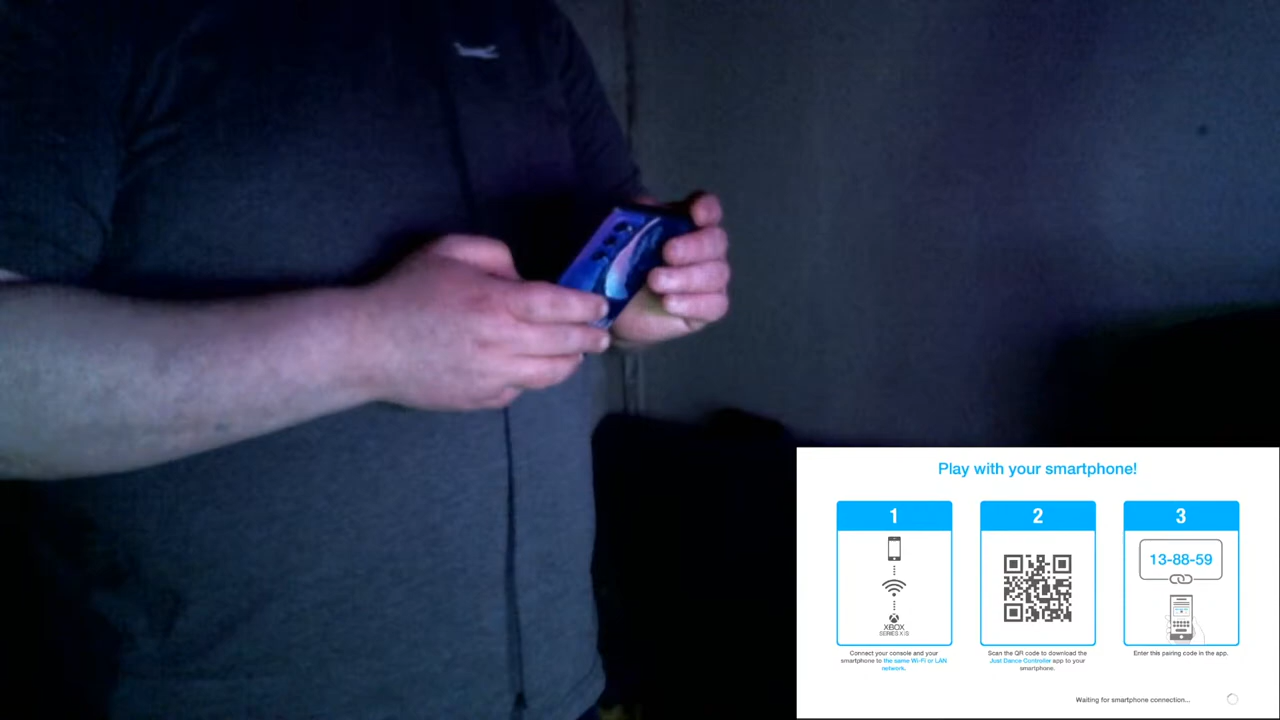 Play with your smartphone!
1
2
3
13-88-59
XBOX
SERIES X|S
Connect your console and your
smartphone to the same Wi-Fi or LAN
network.
Scan the QR code to download the
Just Dance Controller app to your
smartphone.
Enter this pairing code in the app.
Waiting for smartphone connection...